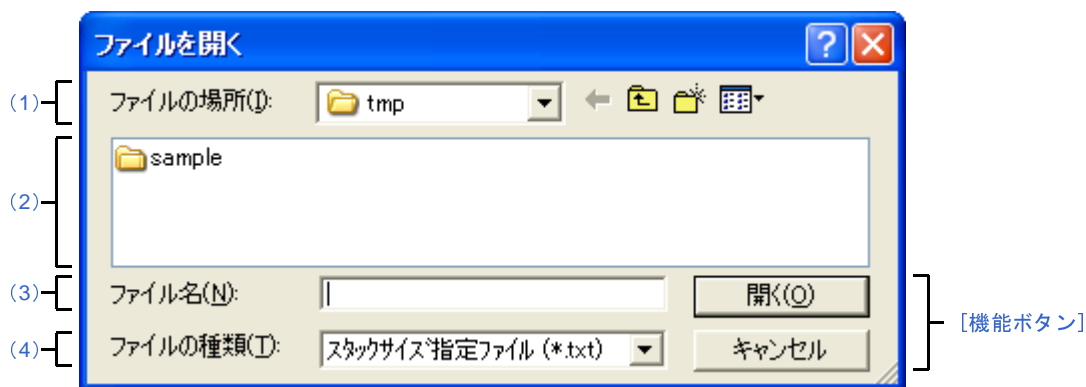 ファイルを開く
(1)
ファイルの場所(I):
tmp
(2)
sample
(3)
ファイル名(N):
開く(O)
[機能ボタン]
(4)
ファイルの種類(T):
スタックサイズ指定ファイル (*.txt)
キャンセル